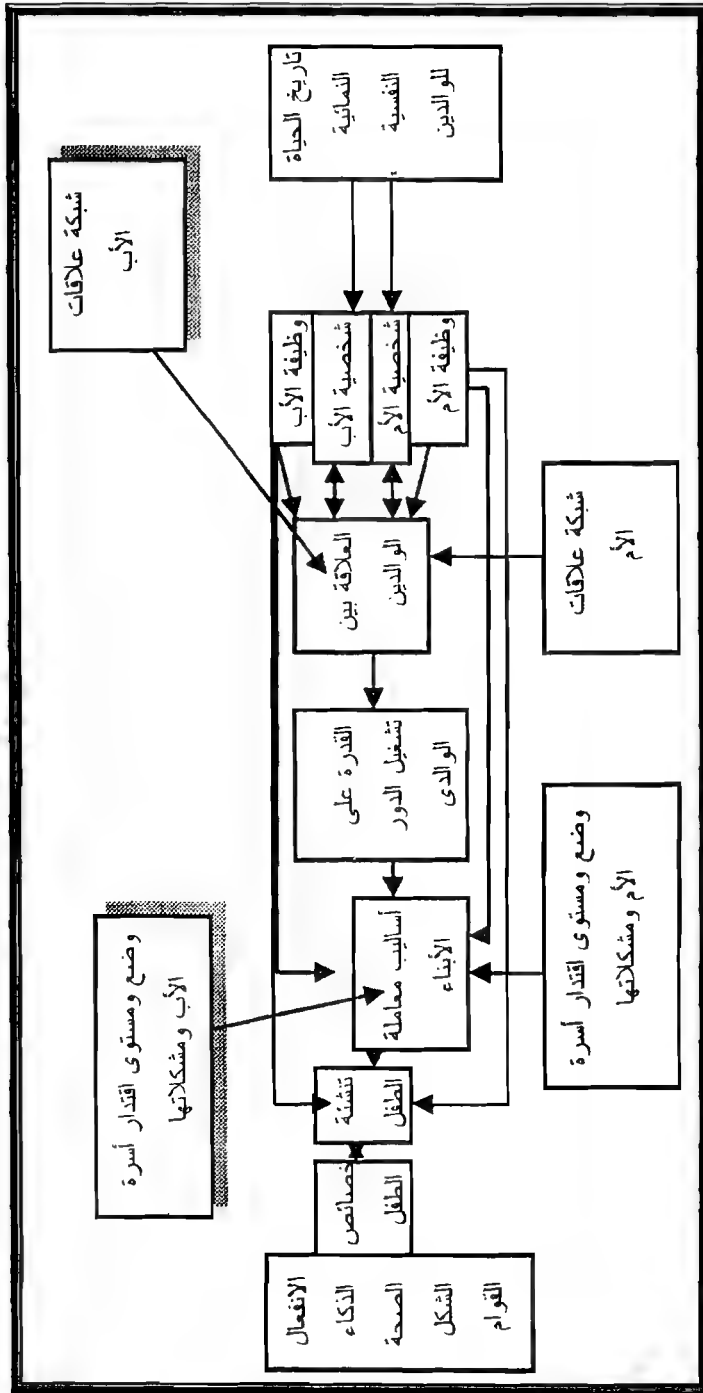 شبكة علاقات
الأب
وضع ومستوى اقتدار أسرة
الأب ومشكلاتها
تاريخ الحياة
النفسية النمائية
للوالدين
وظيفة الأب
شخصية الأب
شخصية الأم
وظيفة الأم
العلاقة بين
الوالدين
القدرة على
تشغيل الدور
الوالدى
أساليب معاملة
الأبناء
تنشئة
الطفل
خصائص
الطفل
الانفعال
الذكاء
الصحة
الشكل
القوام
شبكة علاقات
الأم
وضع ومستوى اقتدار أسرة
الأم ومشكلاتها